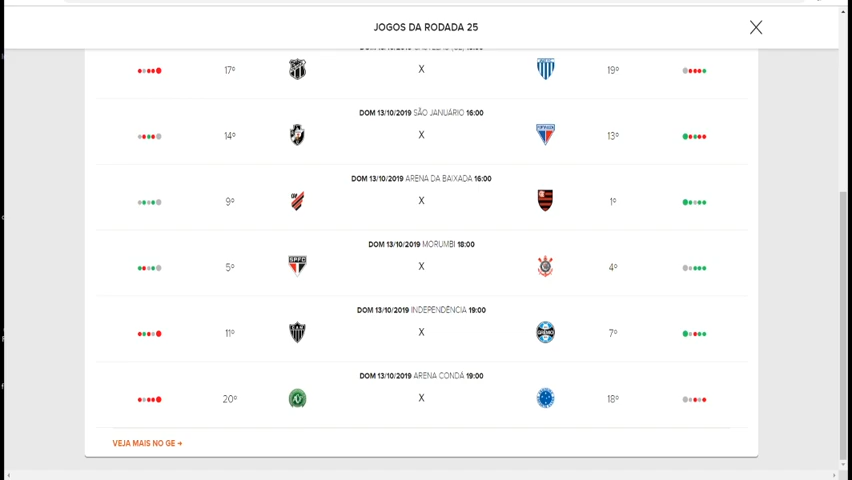 JOGOS DA RODADA 25
17º X 19º
DOM 13/10/2019 SÃO JANUÁRIO 16:00
14º X 13º
DOM 13/10/2019 ARENA DA BAIXADA 16:00
9º X 1º
DOM 13/10/2019 MORUMBI 18:00
5º SPFC X 4º
DOM 13/10/2019 INDEPENDÊNCIA 19:00
11º CAM X GRÊMIO 7º
DOM 13/10/2019 ARENA CONDÁ 19:00
20º X 18º
VEJA MAIS NO GE